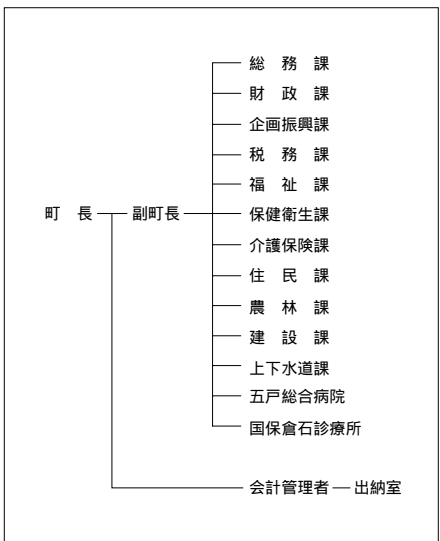 総務課
財政課
企画振興課
税務課
福祉課
町長 副町長 保健衛生課
介護保険課
住民課
農林課
建設課
上下水道課
五戸総合病院
国保倉石診療所
会計管理者 出納室